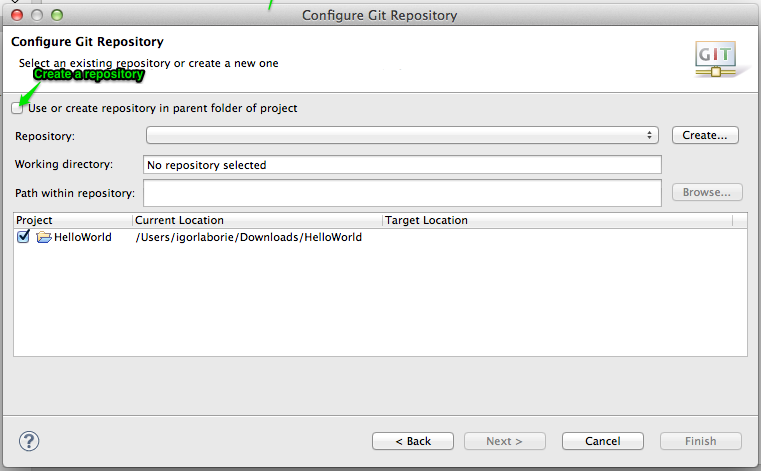 Configure Git Repository
Configure Git Repository
Select an existing repository or create a new one
GIT
Create a repository
Use or create repository in parent folder of project
Repository: Create...
Working directory: No repository selected
Path within repository: Browse...
Project Current Location Target Location
HelloWorld /Users/igorlaborie/Downloads/HelloWorld
? < Back Next > Cancel Finish